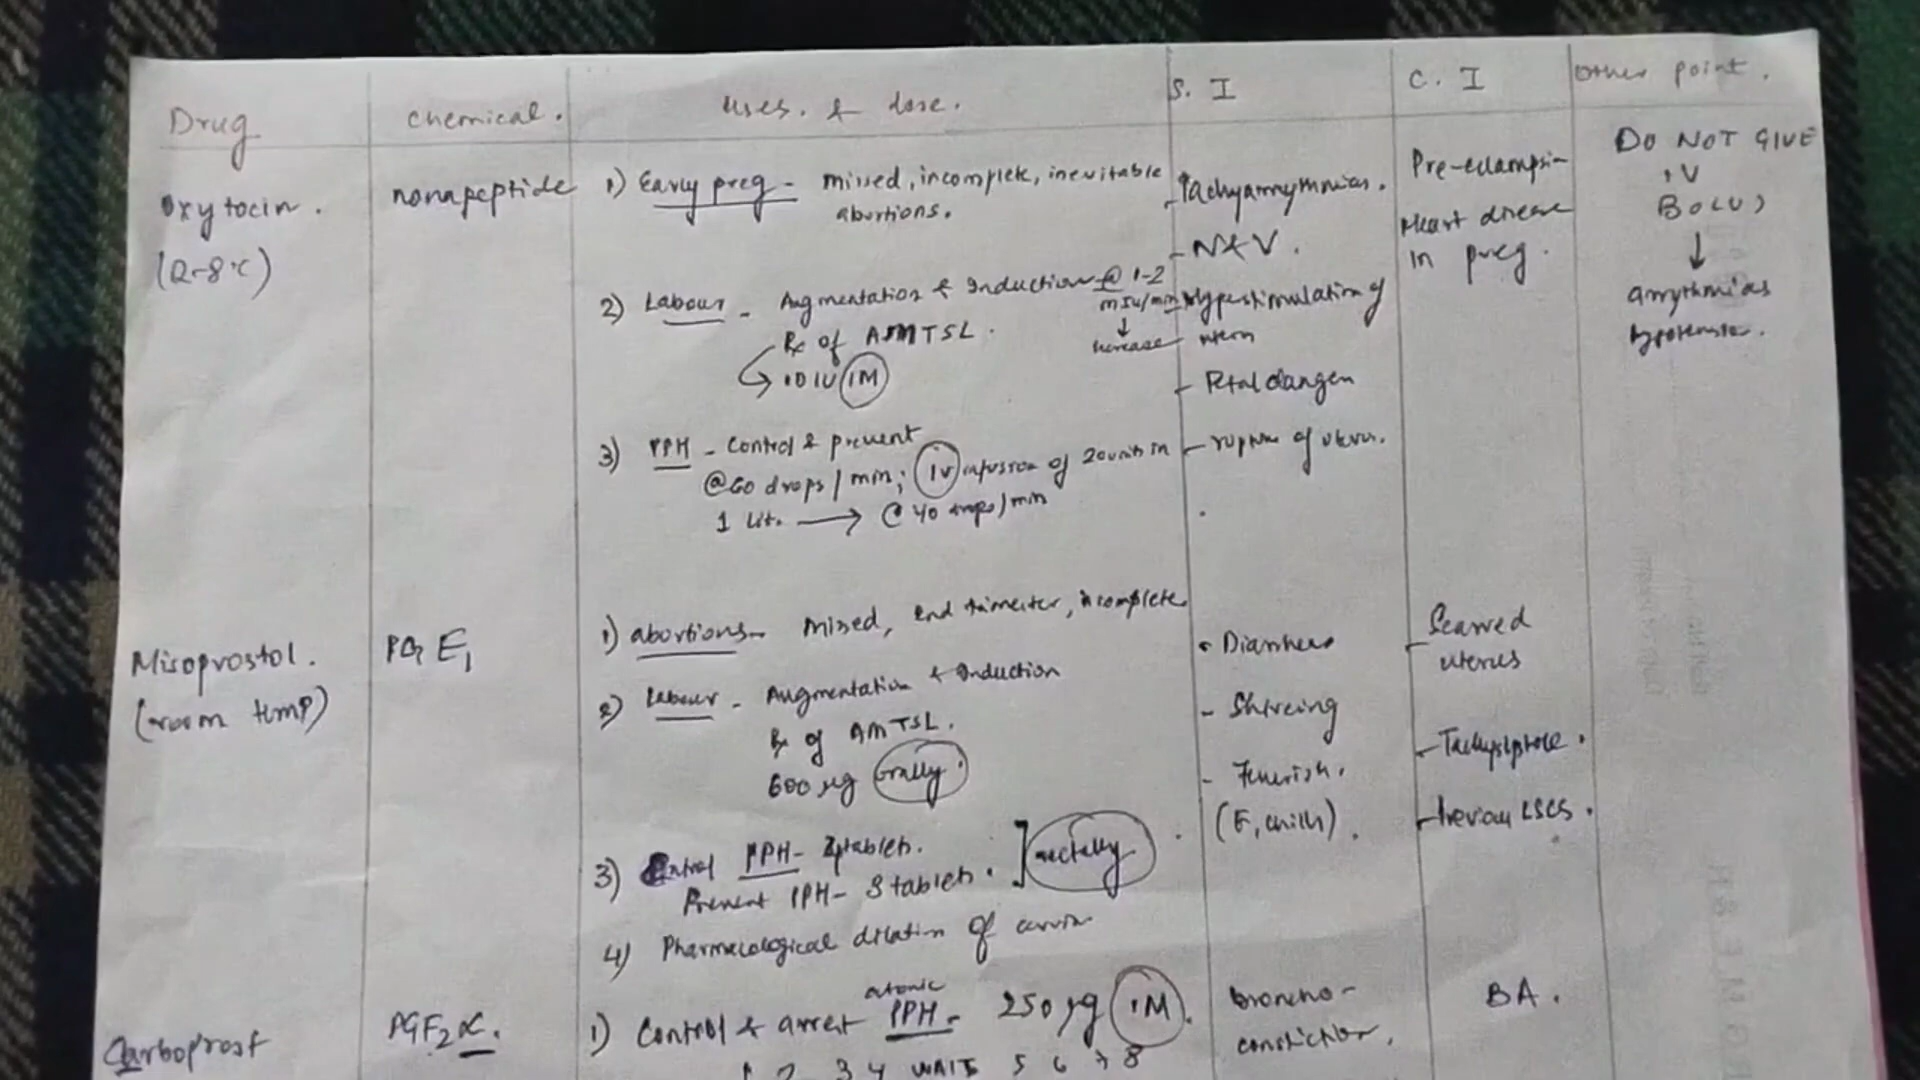 Drug
chemical.
uses. & dose.
S. I
C. I
Other point.
Oxytocin.
(2-8°C)
nonapeptide
1) Early preg - missed, incomplete, inevitable
abortions.
2) Labour - Augmentation & Induction @ 1-2
mIU/min
↓
increase
Rx of AMTSL.
10 IU IM
3) PPH - control & prevent
@ 60 drops/min; IV infusion of 20 units in
1 Lit. → @ 40 drops/min
Tachyarrythmias.
- N & V.
- Hyperstimulation of
uterus
- Fetal danger
- rupture of uterus.
Pre-eclampsi-
Heart disease
in preg.
DO NOT GIVE
IV
BOLUS
↓
arrythmias
hypotension.
Misoprostol.
(room temp)
PG E1
1) abortions - missed, 2nd trimester, incomplete
2) Labour - Augmentation & Induction
Rx of AMTSL.
600 µg orally.
3) Control PPH - tablets.
Prevent PPH - 3 tablets. ] rectally
4) Pharmacological dilation of cervix
• Diarrhea
- Shivering
- Feverish.
(F, chills).
- Scarred
uterus
- Tachysystole.
- Previous LSCS.
Carboprost
PGF2α.
1) Control & arrest atonic PPH - 250 µg IM.
1 2 3 4 WAIT 5 6 7 8
broncho-
constriction.
BA.